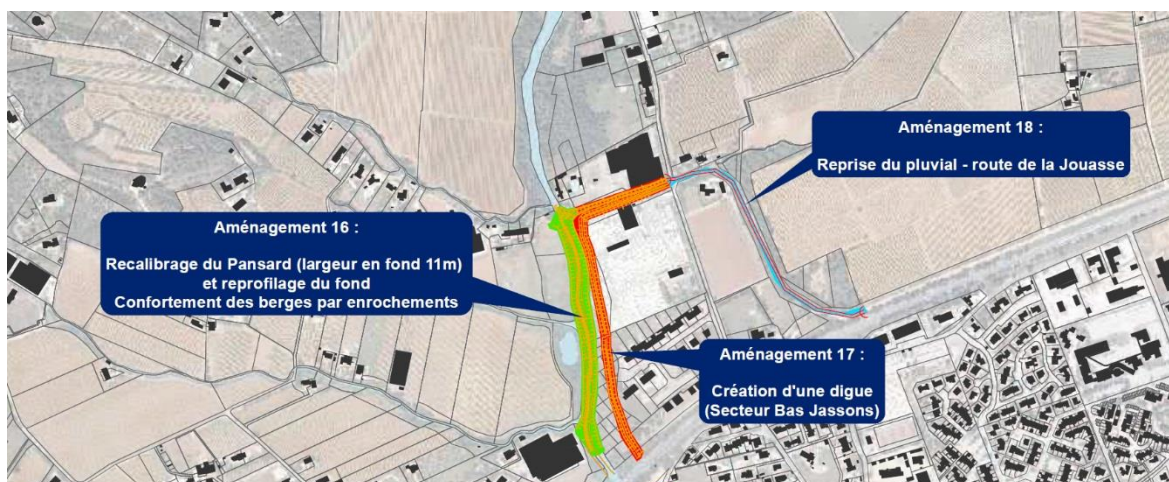 Aménagement 16 :
Recalibrage du Pansard (largeur en fond 11m)
et reprofilage du fond
Confortement des berges par enrochements
Aménagement 18 :
Reprise du pluvial - route de la Jouasse
Aménagement 17 :
Création d'une digue
(Secteur Bas Jassons)